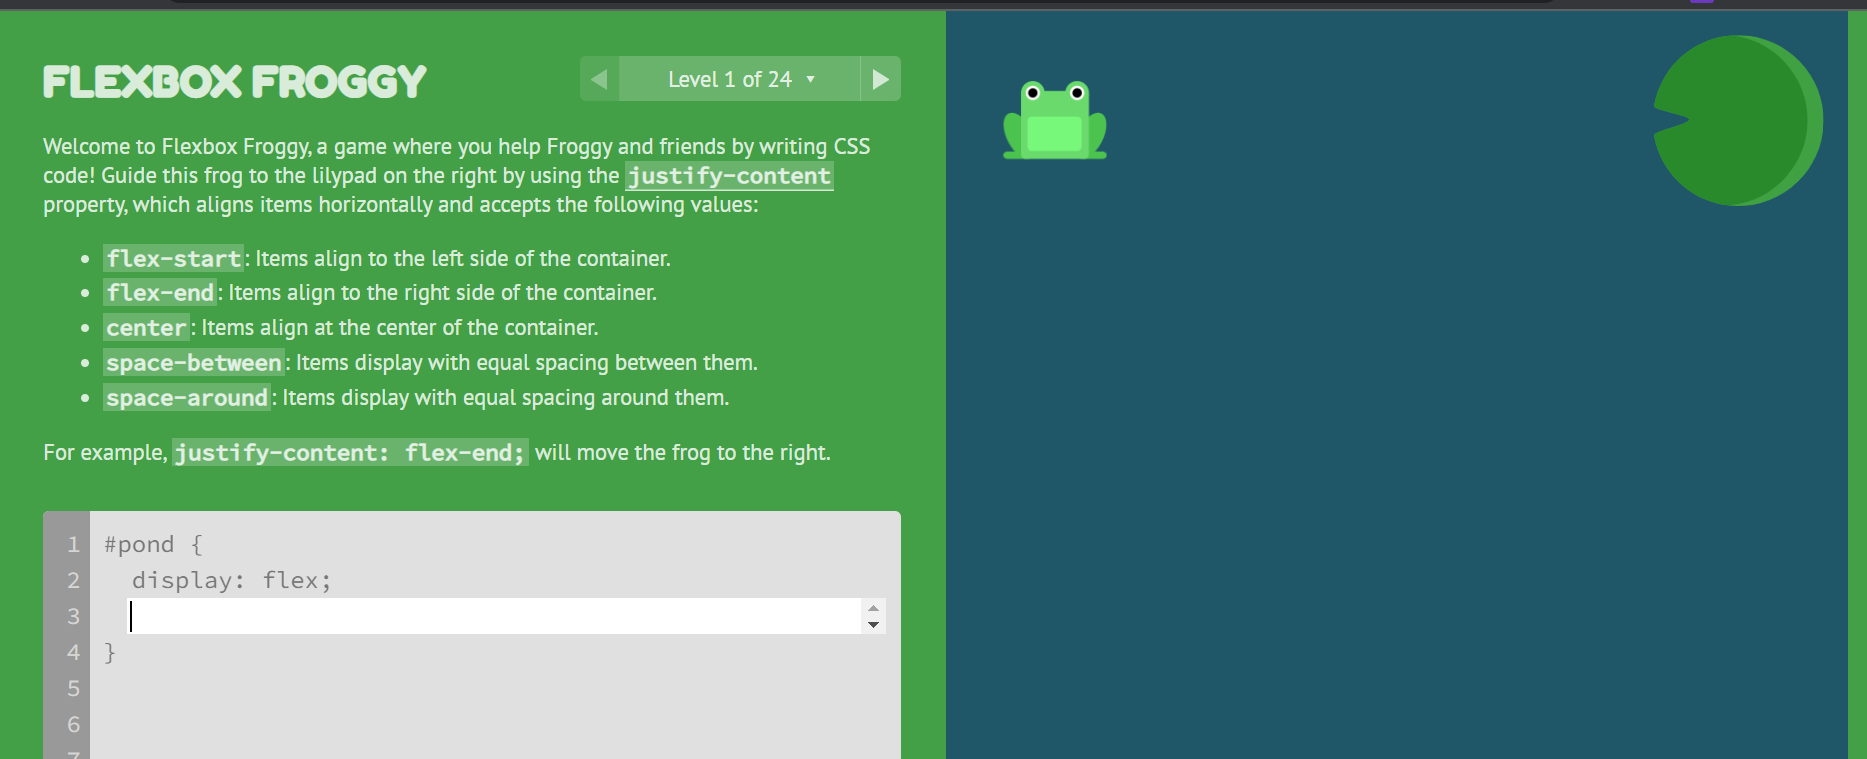 FLEXBOX FROGGY
Level 1 of 24
Welcome to Flexbox Froggy, a game where you help Froggy and friends by writing CSS
code! Guide this frog to the lilypad on the right by using the justify-content
property, which aligns items horizontally and accepts the following values:
flex-start: Items align to the left side of the container.
flex-end: Items align to the right side of the container.
center: Items align at the center of the container.
space-between: Items display with equal spacing between them.
space-around: Items display with equal spacing around them.
For example, justify-content: flex-end; will move the frog to the right.
1 #pond {
2 display: flex;
3
4 }
5
6
7